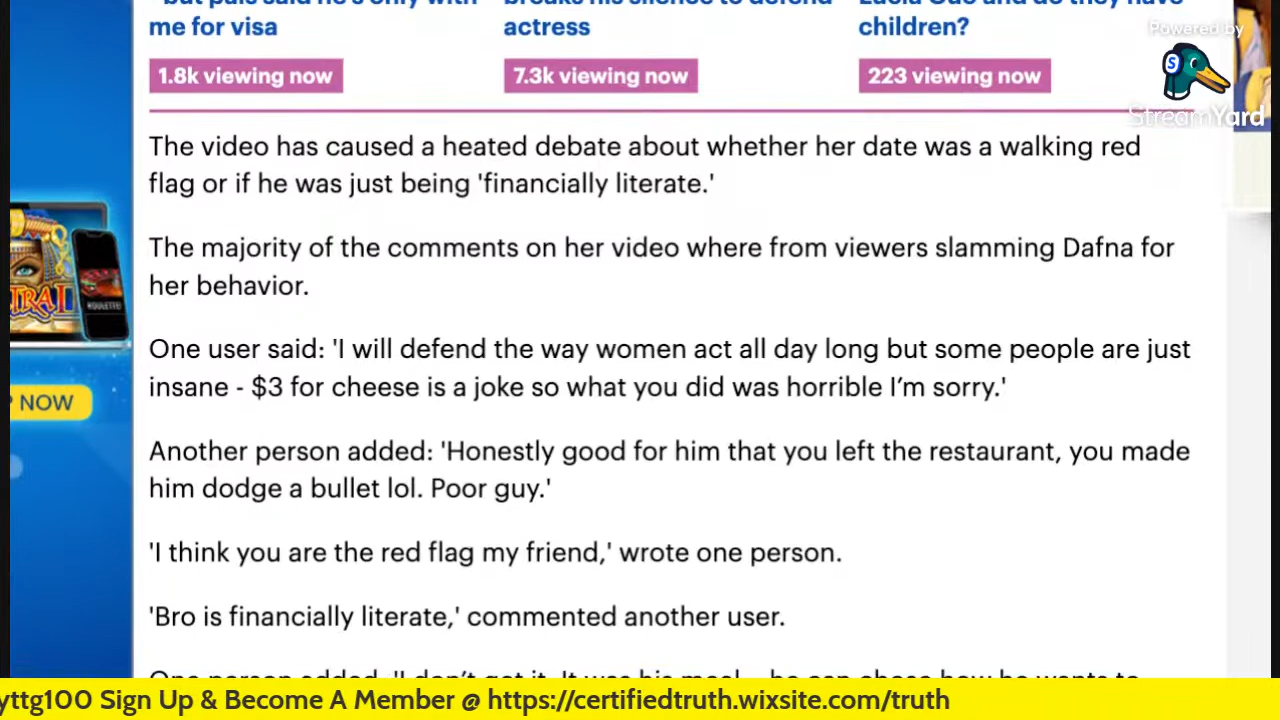 me for visa
actress
children?
Powered by
1.8k viewing now
7.3k viewing now
223 viewing now
S
StreamYard
The video has caused a heated debate about whether her date was a walking red
flag or if he was just being 'financially literate.'
The majority of the comments on her video where from viewers slamming Dafna for
her behavior.
One user said: 'I will defend the way women act all day long but some people are just
insane - $3 for cheese is a joke so what you did was horrible I'm sorry.'
NOW
Another person added: 'Honestly good for him that you left the restaurant, you made
him dodge a bullet lol. Poor guy.'
'I think you are the red flag my friend,' wrote one person.
'Bro is financially literate,' commented another user.
yttg100 Sign Up & Become A Member @ https://certifiedtruth.wixsite.com/truth